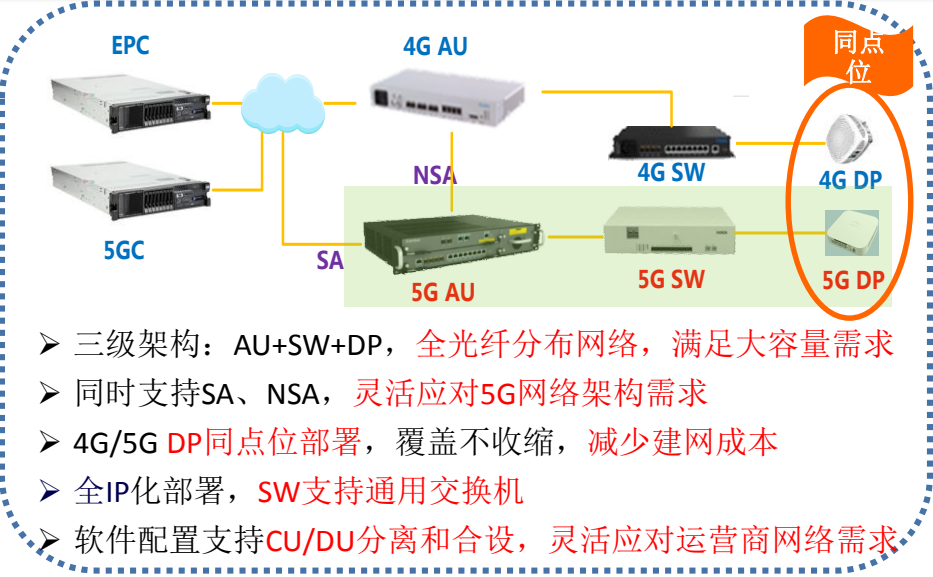 EPC
4G AU
同点
位
4G SW
4G DP
NSA
5GC
SA
5G AU
5G SW
5G DP
➢ 三级架构：AU+SW+DP，全光纤分布网络，满足大容量需求
➢ 同时支持SA、NSA，灵活应对5G网络架构需求
➢ 4G/5G DP同点位部署，覆盖不收缩，减少建网成本
➢ 全IP化部署，SW支持通用交换机
➢ 软件配置支持CU/DU分离和合设，灵活应对运营商网络需求